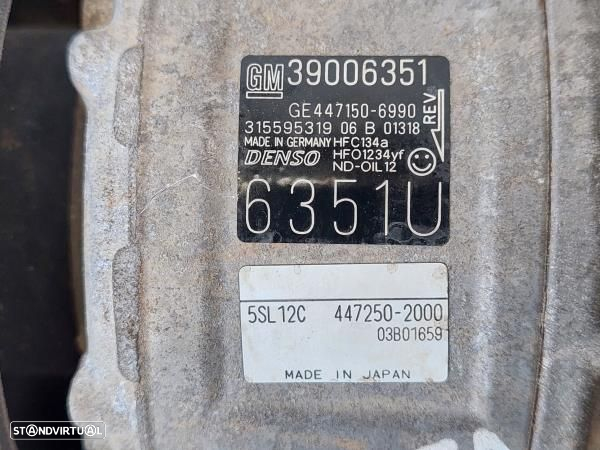 GM 39006351
GE447150-6990
315595319 06 B 01318
REV.
MADE IN GERMANY HFC134a
DENSO HFO1234yf
ND-OIL12
6351U
5SL12C 447250-2000
03B01659
MADE IN JAPAN
STANDVIRTUAL